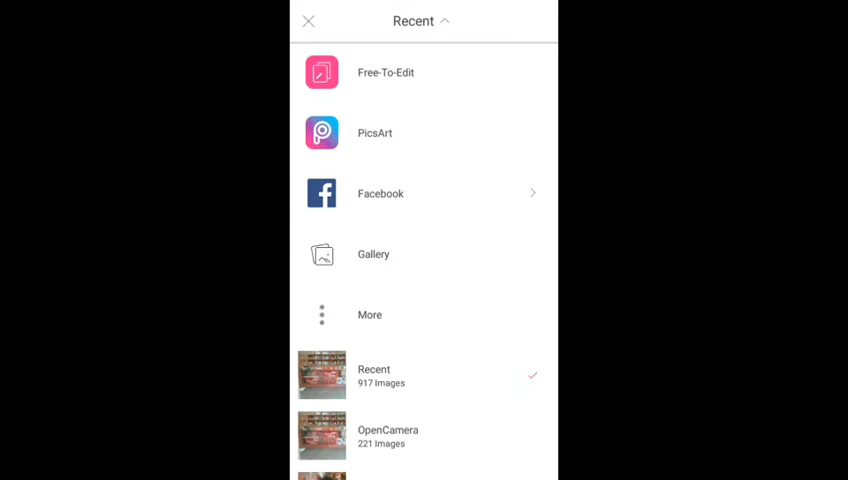 Recent
Free-To-Edit
PicsArt
Facebook
Gallery
More
Recent
917 Images
OpenCamera
221 Images